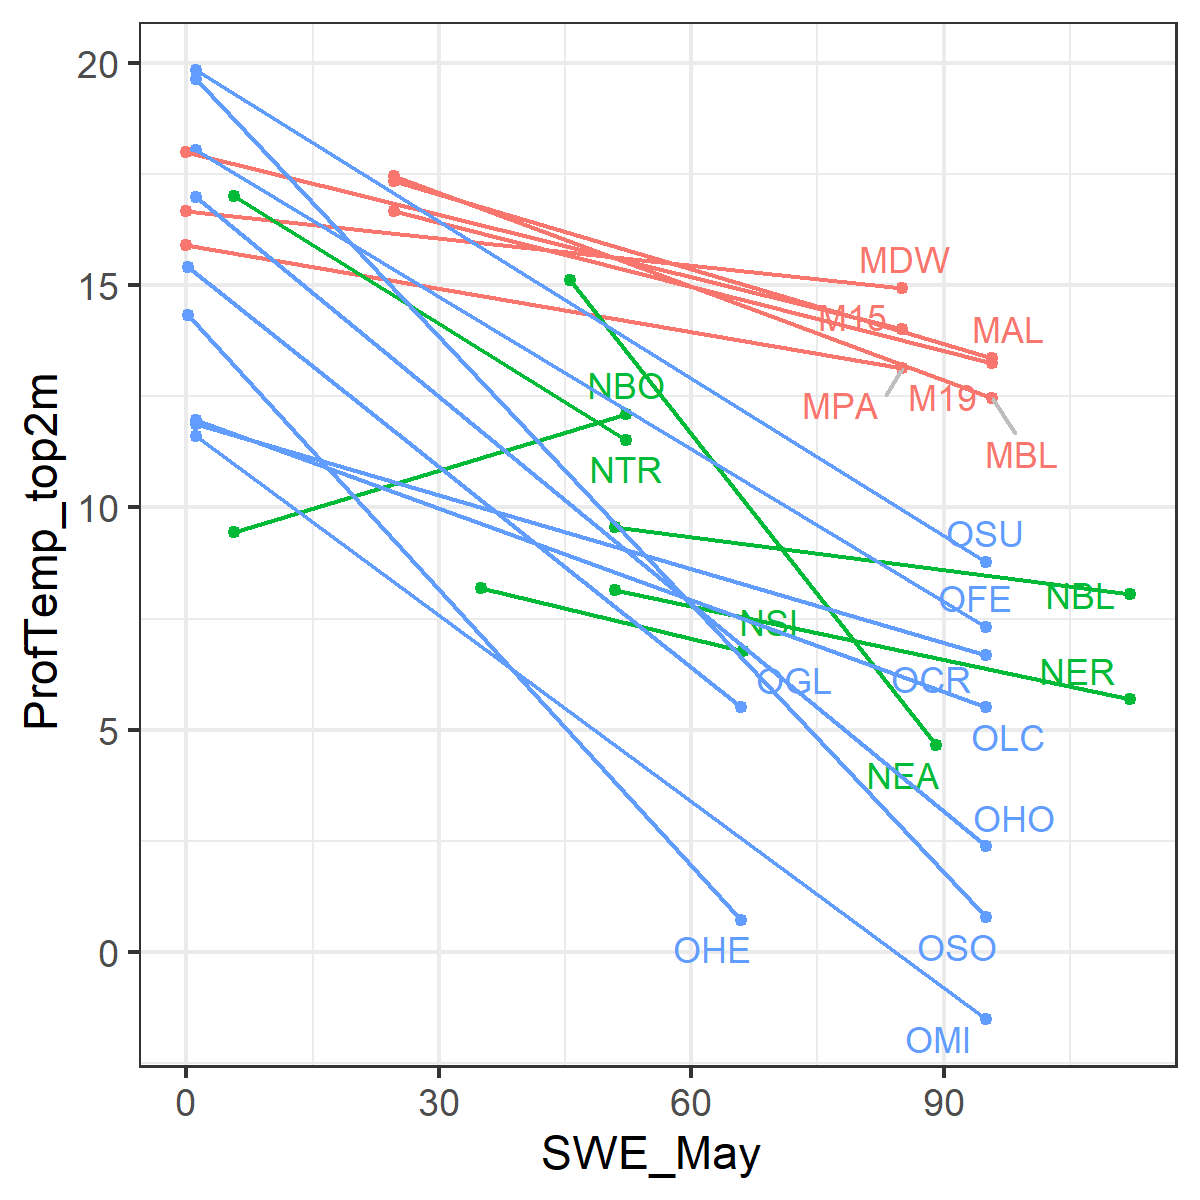 20
15
10
5
0
ProfTemp_top2m
MDW
M15
MAL
NBO
MPA
M19
MBL
NTR
OSU
OFE
NBL
NSI
OGL
OCR
NER
OLC
NEA
OHO
OHE
OSO
OMI
0
30
60
90
SWE_May